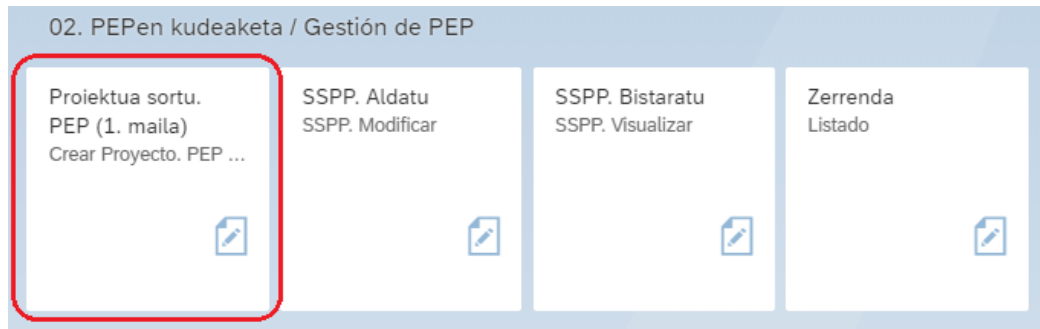 02. PEPen kudeaketa / Gestión de PEP
Proiektua sortu.
PEP (1. maila)
Crear Proyecto. PEP ...
SSPP. Aldatu
SSPP. Modificar
SSPP. Bistaratu
SSPP. Visualizar
Zerrenda
Listado